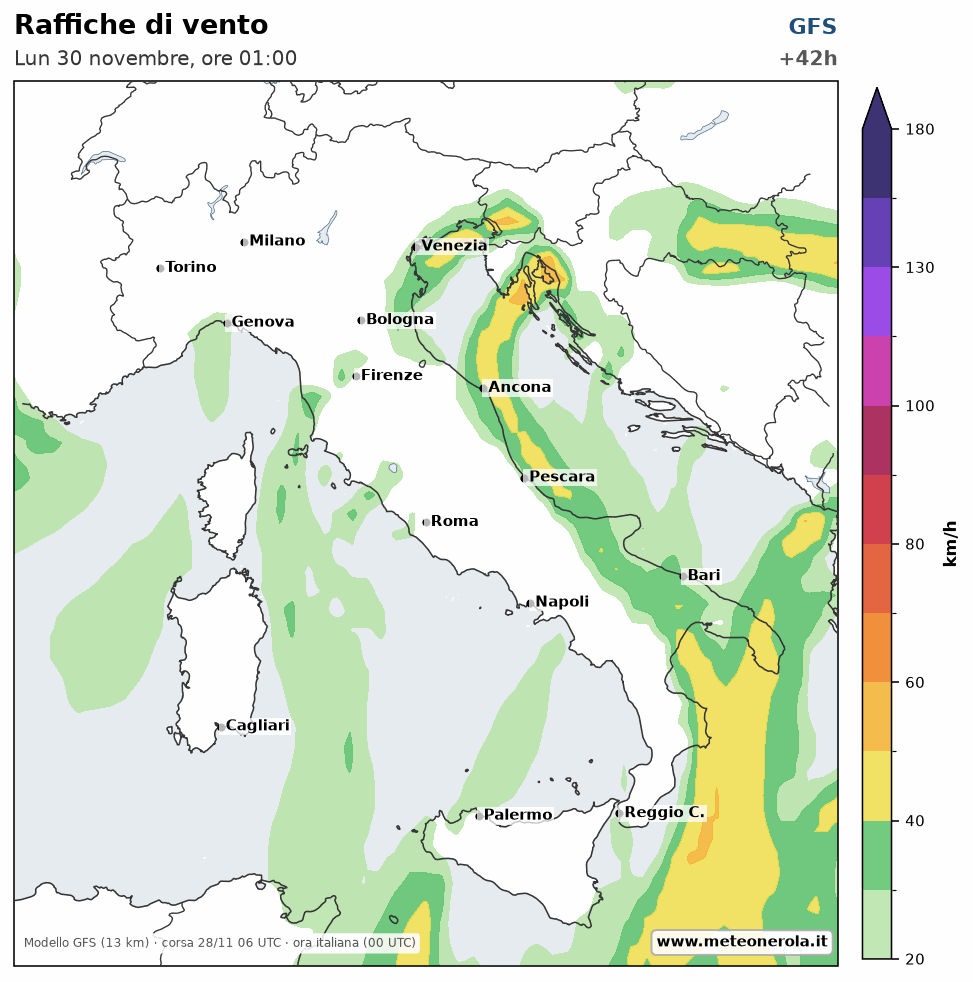 Raffiche di vento
GFS
Lun 30 novembre, ore 01:00
+42h
180
130
100
80
60
40
20
km/h
Milano
Venezia
Torino
Genova
Bologna
Firenze
Ancona
Pescara
Roma
Bari
Napoli
Cagliari
Palermo
Reggio C.
Modello GFS (13 km) · corsa 28/11 06 UTC · ora italiana (00 UTC)
www.meteonerola.it